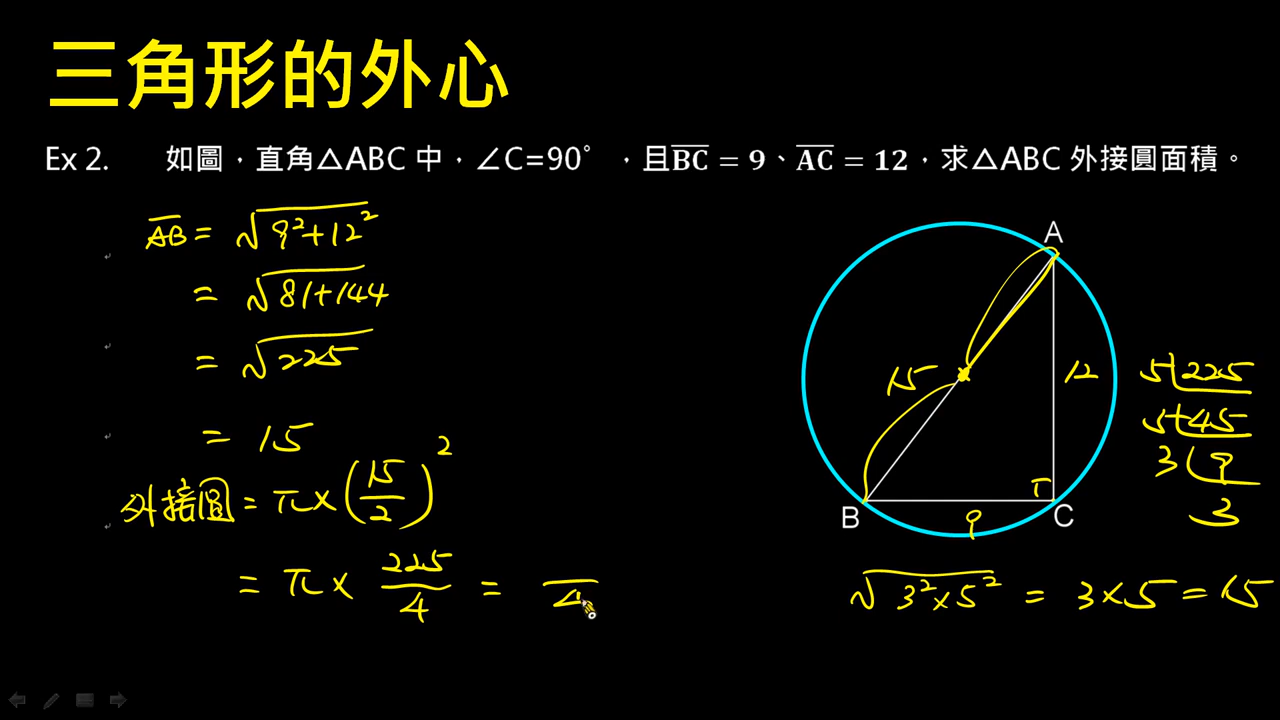 三角形的外心
Ex 2. 如圖，直角△ABC 中，∠C=90°，且BC̅ = 9、AC̅ = 12，求△ABC 外接圓面積。
AB̅ = √(9²+12²)
= √(81+144)
= √225
= 15
外接圓 = π × (15/2)²
= π × 225/4 = /4
A
15
12
B
9
C
5 225
5 45
3 9
3
√(3²×5²) = 3×5 = 15